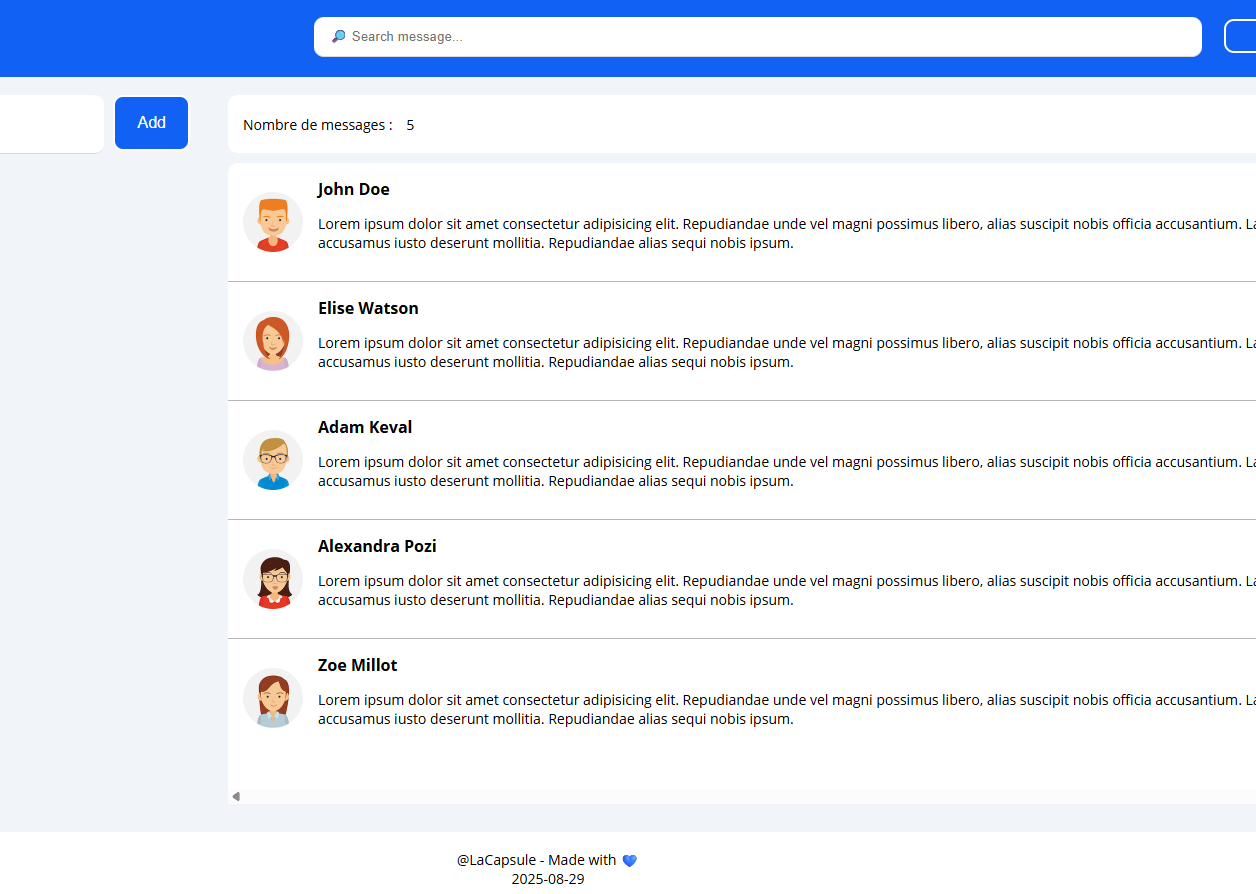 🔎 Search message...
Add
Nombre de messages : 5
John Doe
Lorem ipsum dolor sit amet consectetur adipisicing elit. Repudiandae unde vel magni possimus libero, alias suscipit nobis officia accusantium.
accusamus iusto deserunt mollitia. Repudiandae alias sequi nobis ipsum.
Elise Watson
Lorem ipsum dolor sit amet consectetur adipisicing elit. Repudiandae unde vel magni possimus libero, alias suscipit nobis officia accusantium.
accusamus iusto deserunt mollitia. Repudiandae alias sequi nobis ipsum.
Adam Keval
Lorem ipsum dolor sit amet consectetur adipisicing elit. Repudiandae unde vel magni possimus libero, alias suscipit nobis officia accusantium.
accusamus iusto deserunt mollitia. Repudiandae alias sequi nobis ipsum.
Alexandra Pozi
Lorem ipsum dolor sit amet consectetur adipisicing elit. Repudiandae unde vel magni possimus libero, alias suscipit nobis officia accusantium.
accusamus iusto deserunt mollitia. Repudiandae alias sequi nobis ipsum.
Zoe Millot
Lorem ipsum dolor sit amet consectetur adipisicing elit. Repudiandae unde vel magni possimus libero, alias suscipit nobis officia accusantium.
accusamus iusto deserunt mollitia. Repudiandae alias sequi nobis ipsum.
@LaCapsule - Made with 💙
2025-08-29